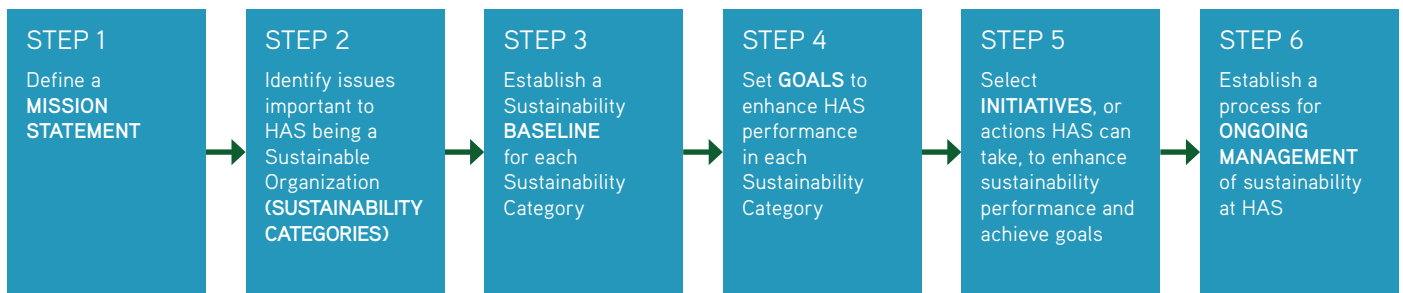 STEP 1
Define a
MISSION
STATEMENT
STEP 2
Identify issues
important to
HAS being a
Sustainable
Organization
(SUSTAINABILITY
CATEGORIES)
STEP 3
Establish a
Sustainability
BASELINE
for each
Sustainability
Category
STEP 4
Set GOALS to
enhance HAS
performance
in each
Sustainability
Category
STEP 5
Select
INITIATIVES, or
actions HAS can
take, to enhance
sustainability
performance and
achieve goals
STEP 6
Establish a
process for
ONGOING
MANAGEMENT
of sustainability
at HAS